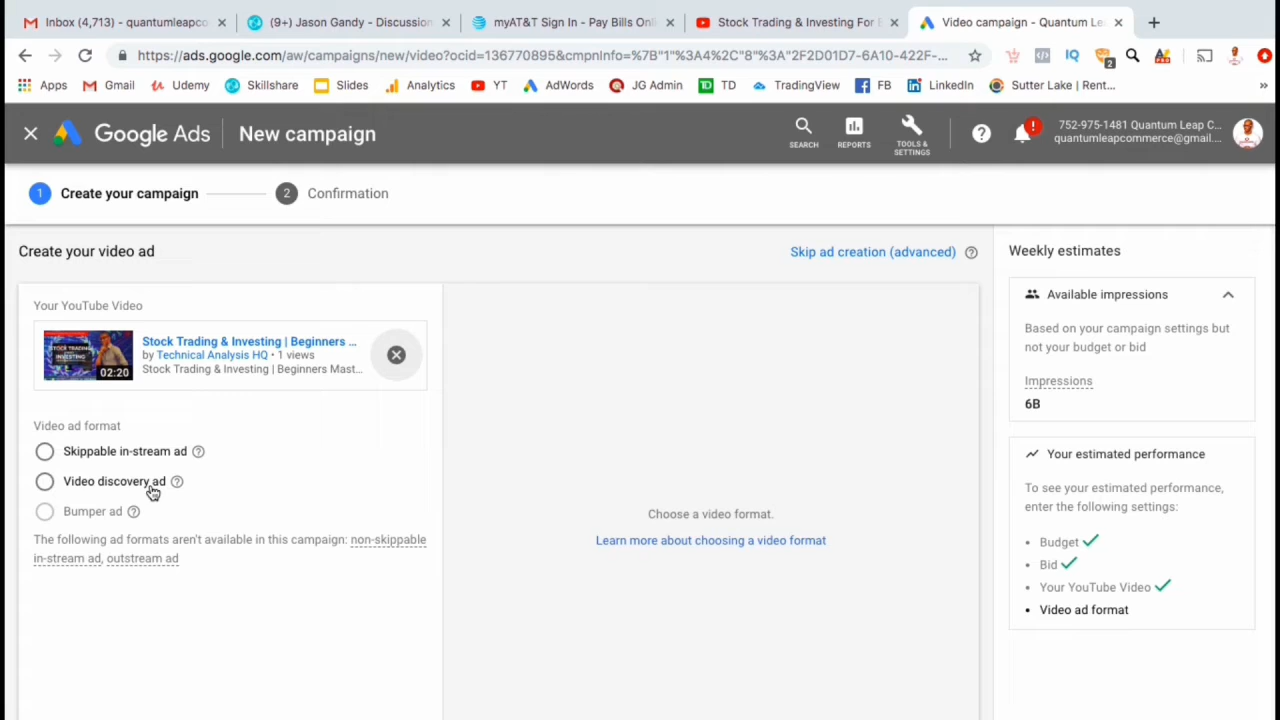 Inbox (4,713) - quantumleapco
(9+) Jason Gandy - Discussion
myAT&T Sign In - Pay Bills Onl
Stock Trading & Investing For B
Video campaign - Quantum Le
https://ads.google.com/aw/campaigns/new/video?ocid=136770895&cmpnInfo=%7B"1"%3A4%2C"8"%3A"2F2D01D7-6A10-422F-...
2
Apps
Gmail
Udemy
Skillshare
Slides
Analytics
YT
AdWords
JG Admin
TD
TradingView
FB
LinkedIn
Sutter Lake | Rent...
Google Ads
New campaign
SEARCH
REPORTS
TOOLS & SETTINGS
752-975-1481 Quantum Leap C...
quantumleapcommerce@gmail....
1 Create your campaign
2 Confirmation
Create your video ad
Skip ad creation (advanced)
Your YouTube Video
Stock Trading & Investing | Beginners ...
by Technical Analysis HQ • 1 views
Stock Trading & Investing | Beginners Mast...
STOCK TRADING
INVESTING
02:20
Video ad format
Skippable in-stream ad
Video discovery ad
Bumper ad
The following ad formats aren't available in this campaign: non-skippable
in-stream ad, outstream ad
Choose a video format.
Learn more about choosing a video format
Weekly estimates
Available impressions
Based on your campaign settings but
not your budget or bid
Impressions
6B
Your estimated performance
To see your estimated performance,
enter the following settings:
• Budget
• Bid
• Your YouTube Video
• Video ad format